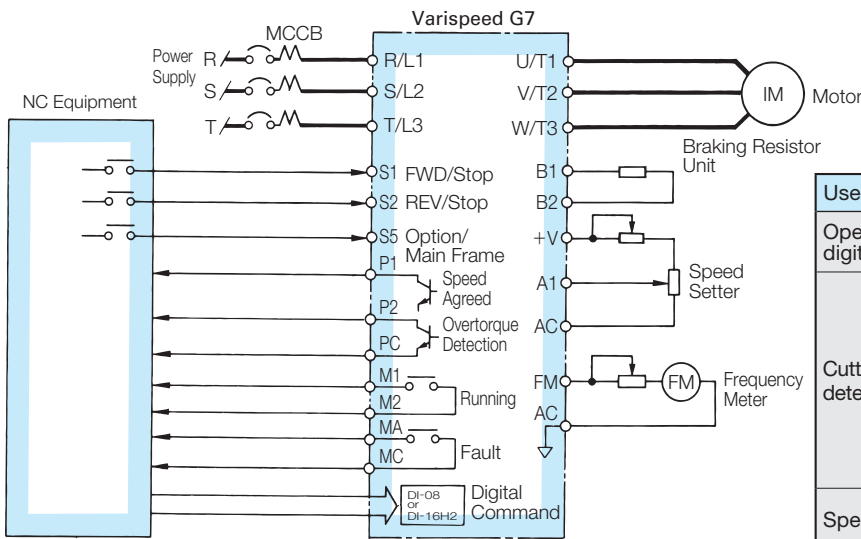 Varispeed G7
MCCB
Power
Supply
R
S
T
R/L1
S/L2
T/L3
U/T1
V/T2
W/T3
IM
Motor
NC Equipment
Braking Resistor
Unit
S1 FWD/Stop
S2 REV/Stop
S5 Option/
Main Frame
P1
Speed
Agreed
P2
Overtorque
Detection
PC
M1
M2
Running
MA
MC
Fault
DI-08
or
DI-16H2
Digital
Command
B1
B2
+V
A1
AC
Speed
Setter
FM
FM
Frequency
Meter
AC
Use
Ope
digit
Cutt
dete
Spe